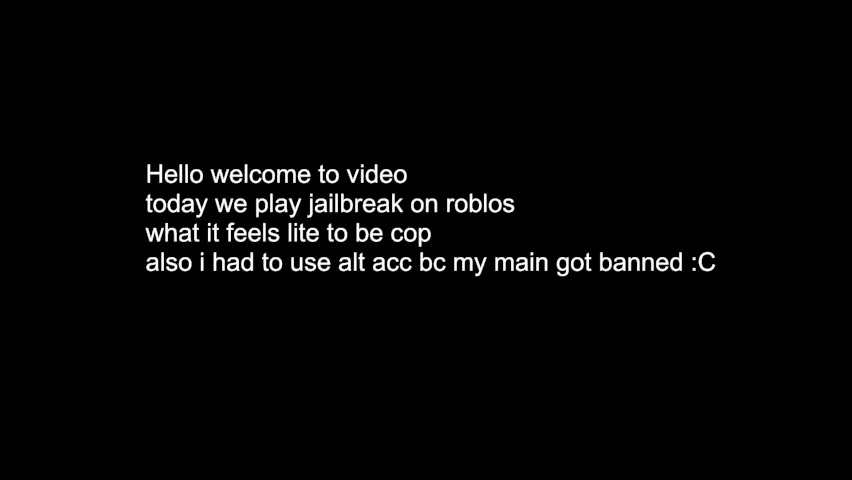 Hello welcome to video
today we play jailbreak on roblos
what it feels lite to be cop
also i had to use alt acc bc my main got banned :C